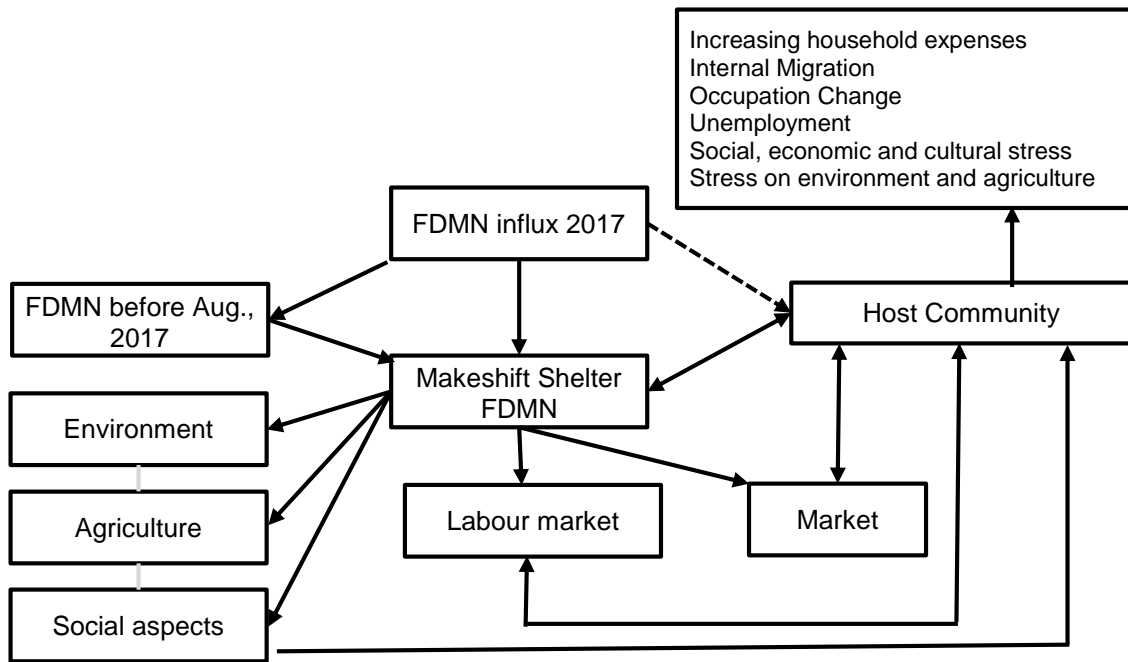 Increasing household expenses
Internal Migration
Occupation Change
Unemployment
Social, economic and cultural stress
Stress on environment and agriculture
FDMN influx 2017
FDMN before Aug.,
2017
Host Community
Makeshift Shelter
FDMN
Environment
Labour market
Market
Agriculture
Social aspects